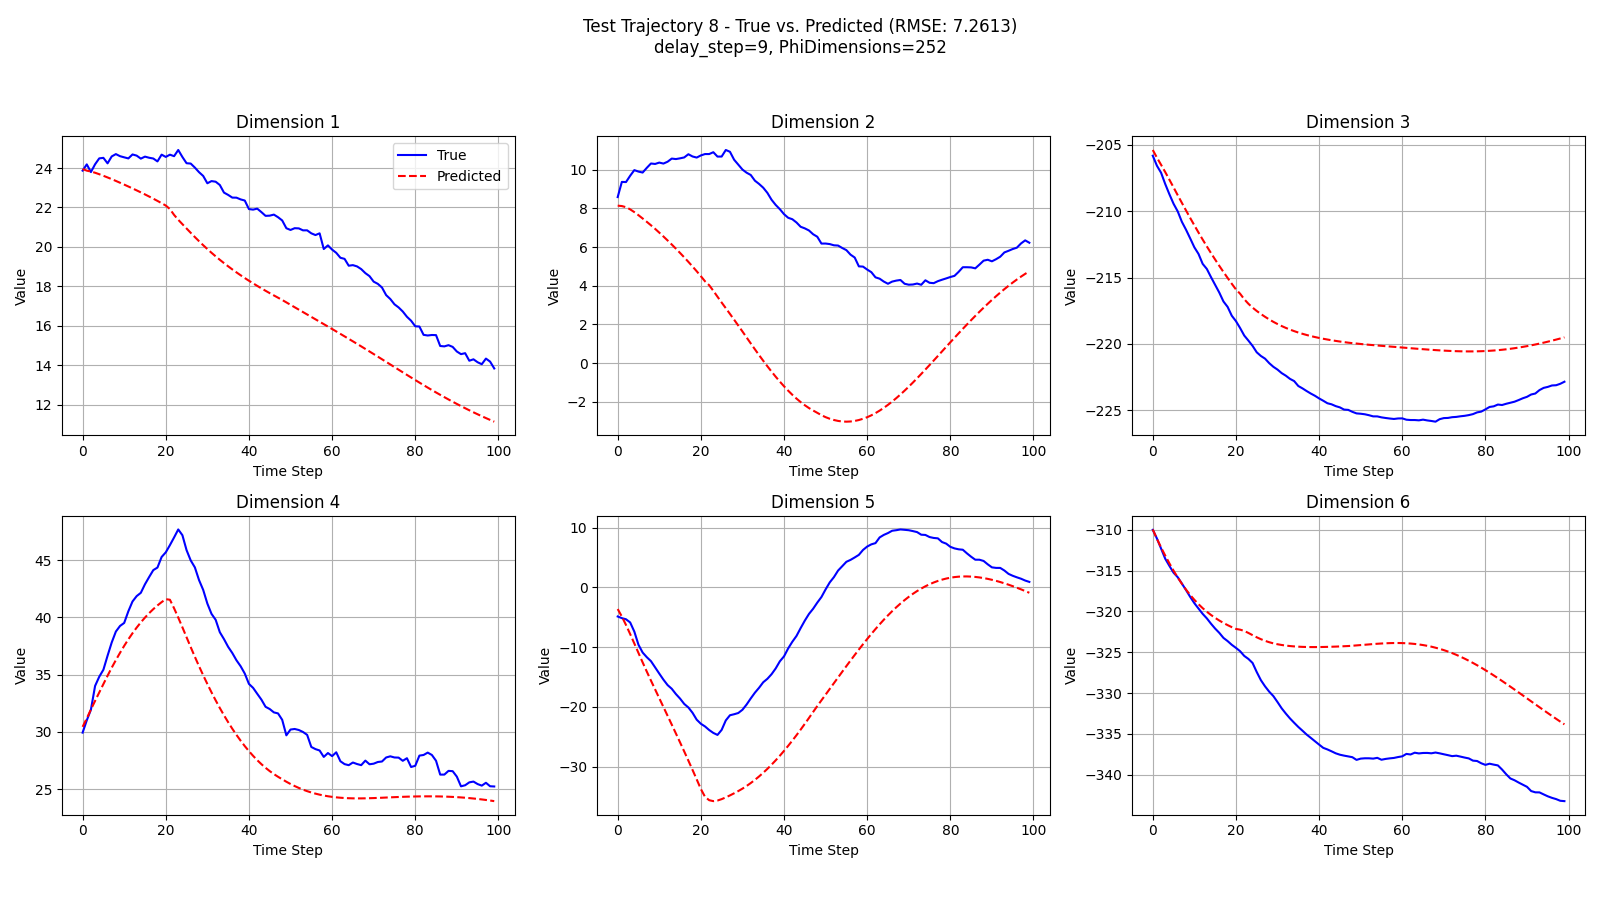 Test Trajectory 8 - True vs. Predicted (RMSE: 7.2613)
delay_step=9, PhiDimensions=252
Dimension 1
True
Predicted
24
22
20
18
16
14
12
Value
0 20 40 60 80 100
Time Step
Dimension 2
10
8
6
4
2
0
−2
Value
0 20 40 60 80 100
Time Step
Dimension 3
−205
−210
−215
−220
−225
Value
0 20 40 60 80 100
Time Step
Dimension 4
45
40
35
30
25
Value
0 20 40 60 80 100
Time Step
Dimension 5
10
0
−10
−20
−30
Value
0 20 40 60 80 100
Time Step
Dimension 6
−310
−315
−320
−325
−330
−335
−340
Value
0 20 40 60 80 100
Time Step